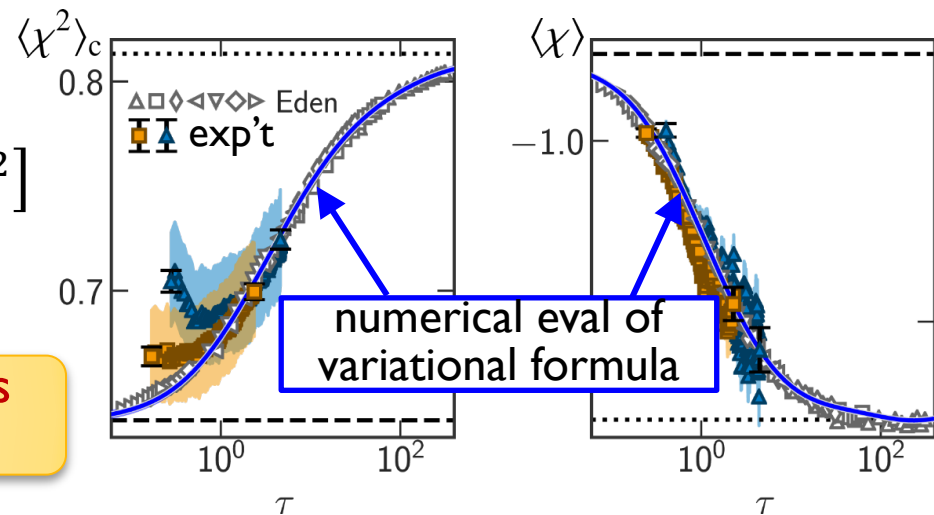 ⟨χ²⟩c
0.8
△□◊◁▽◇▷ Eden
exp't
²]
0.7
s
10⁰
10²
τ
⟨χ⟩
−1.0
numerical eval of
variational formula
10⁰
10²
τ